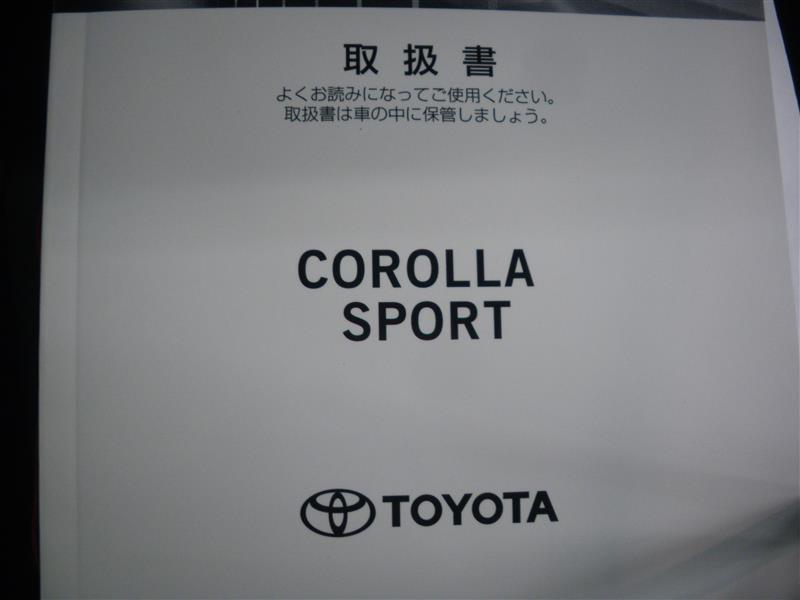 取扱書
よくお読みになってご使用ください。
取扱書は車の中に保管しましょう。
COROLLA
SPORT
TOYOTA